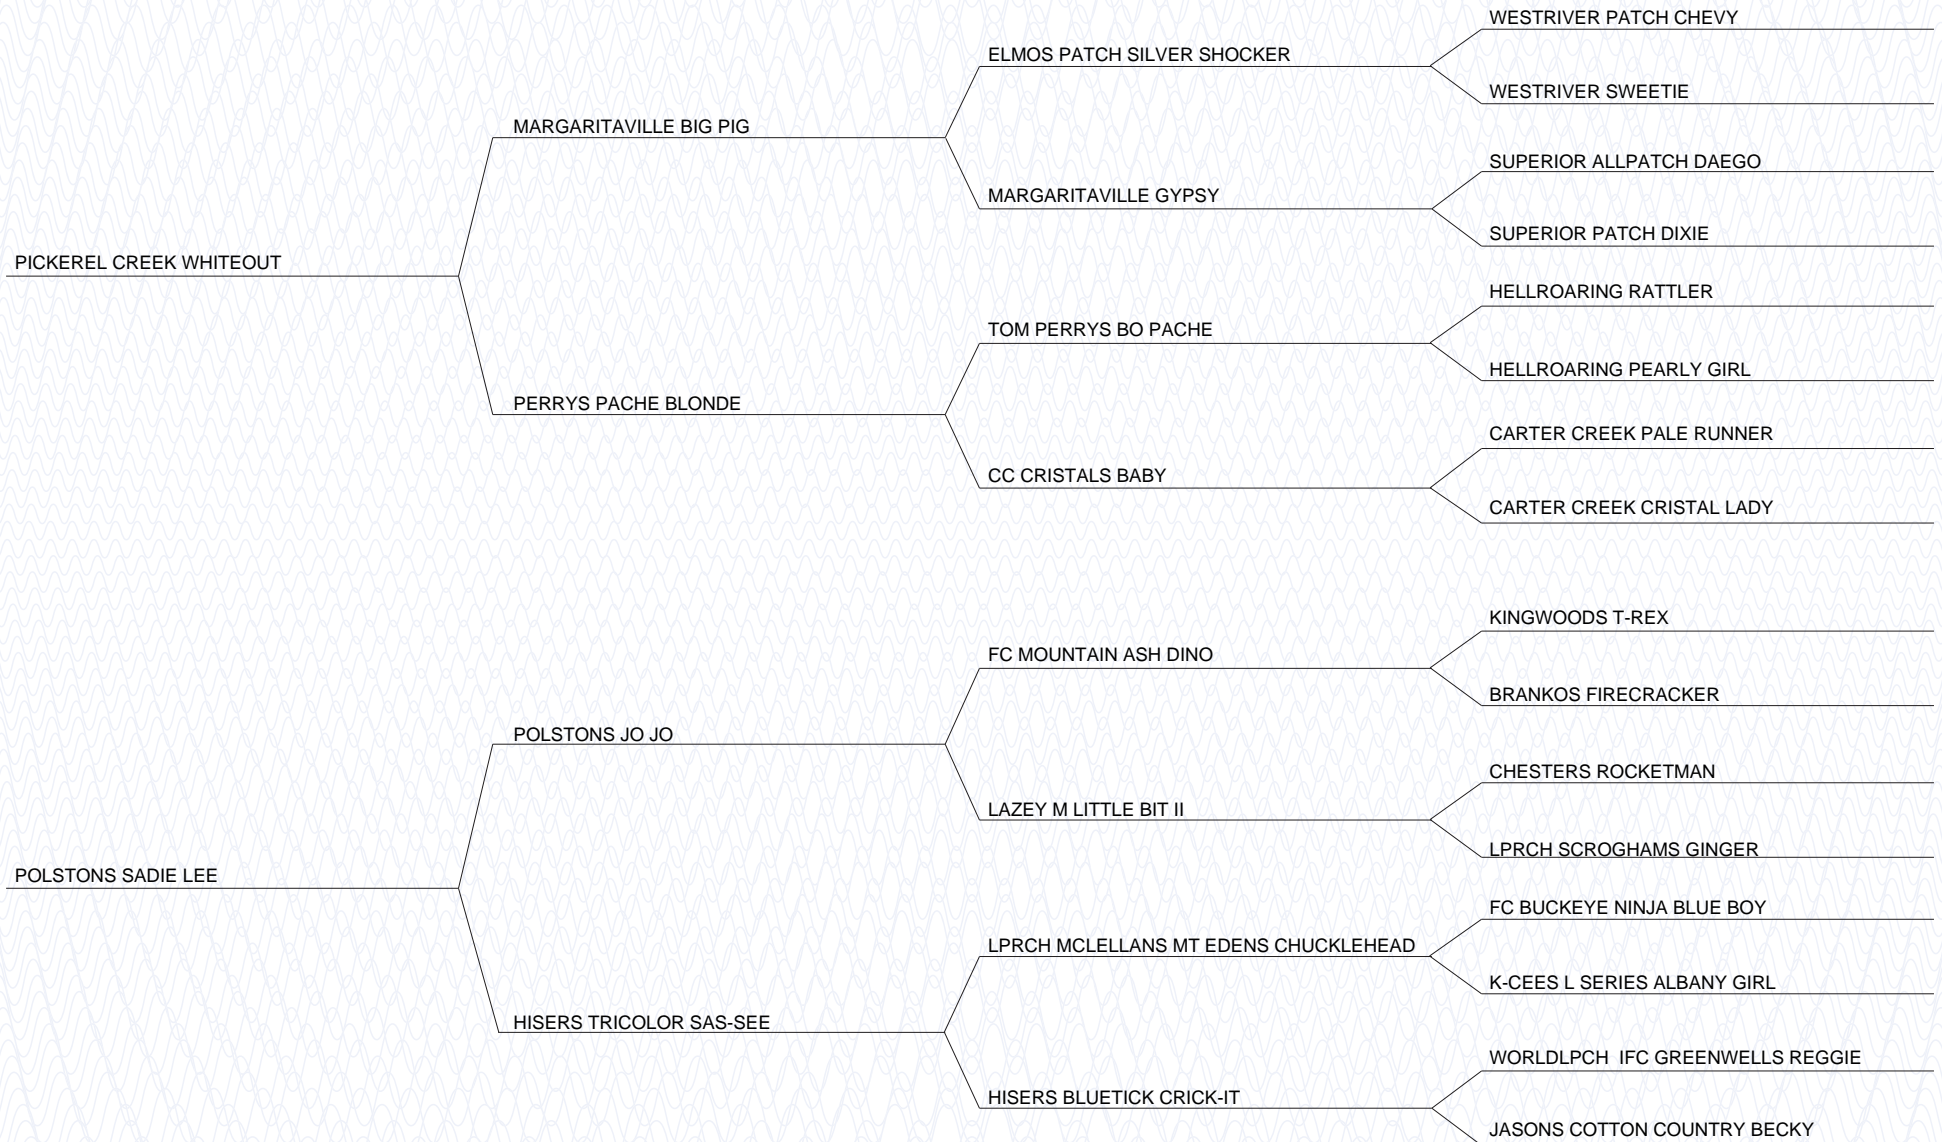 WESTRIVER PATCH CHEVY
ELMOS PATCH SILVER SHOCKER
WESTRIVER SWEETIE
MARGARITAVILLE BIG PIG
SUPERIOR ALLPATCH DAEGO
MARGARITAVILLE GYPSY
SUPERIOR PATCH DIXIE
PICKEREL CREEK WHITEOUT
HELLROARING RATTLER
TOM PERRYS BO PACHE
HELLROARING PEARLY GIRL
PERRYS PACHE BLONDE
CARTER CREEK PALE RUNNER
CC CRISTALS BABY
CARTER CREEK CRISTAL LADY
KINGWOODS T-REX
FC MOUNTAIN ASH DINO
BRANKOS FIRECRACKER
POLSTONS JO JO
CHESTERS ROCKETMAN
LAZEY M LITTLE BIT II
LPRCH SCROGHAMS GINGER
POLSTONS SADIE LEE
FC BUCKEYE NINJA BLUE BOY
LPRCH MCLELLANS MT EDENS CHUCKLEHEAD
K-CEES L SERIES ALBANY GIRL
HISERS TRICOLOR SAS-SEE
WORLDLPCH  IFC GREENWELLS REGGIE
HISERS BLUETICK CRICK-IT
JASONS COTTON COUNTRY BECKY